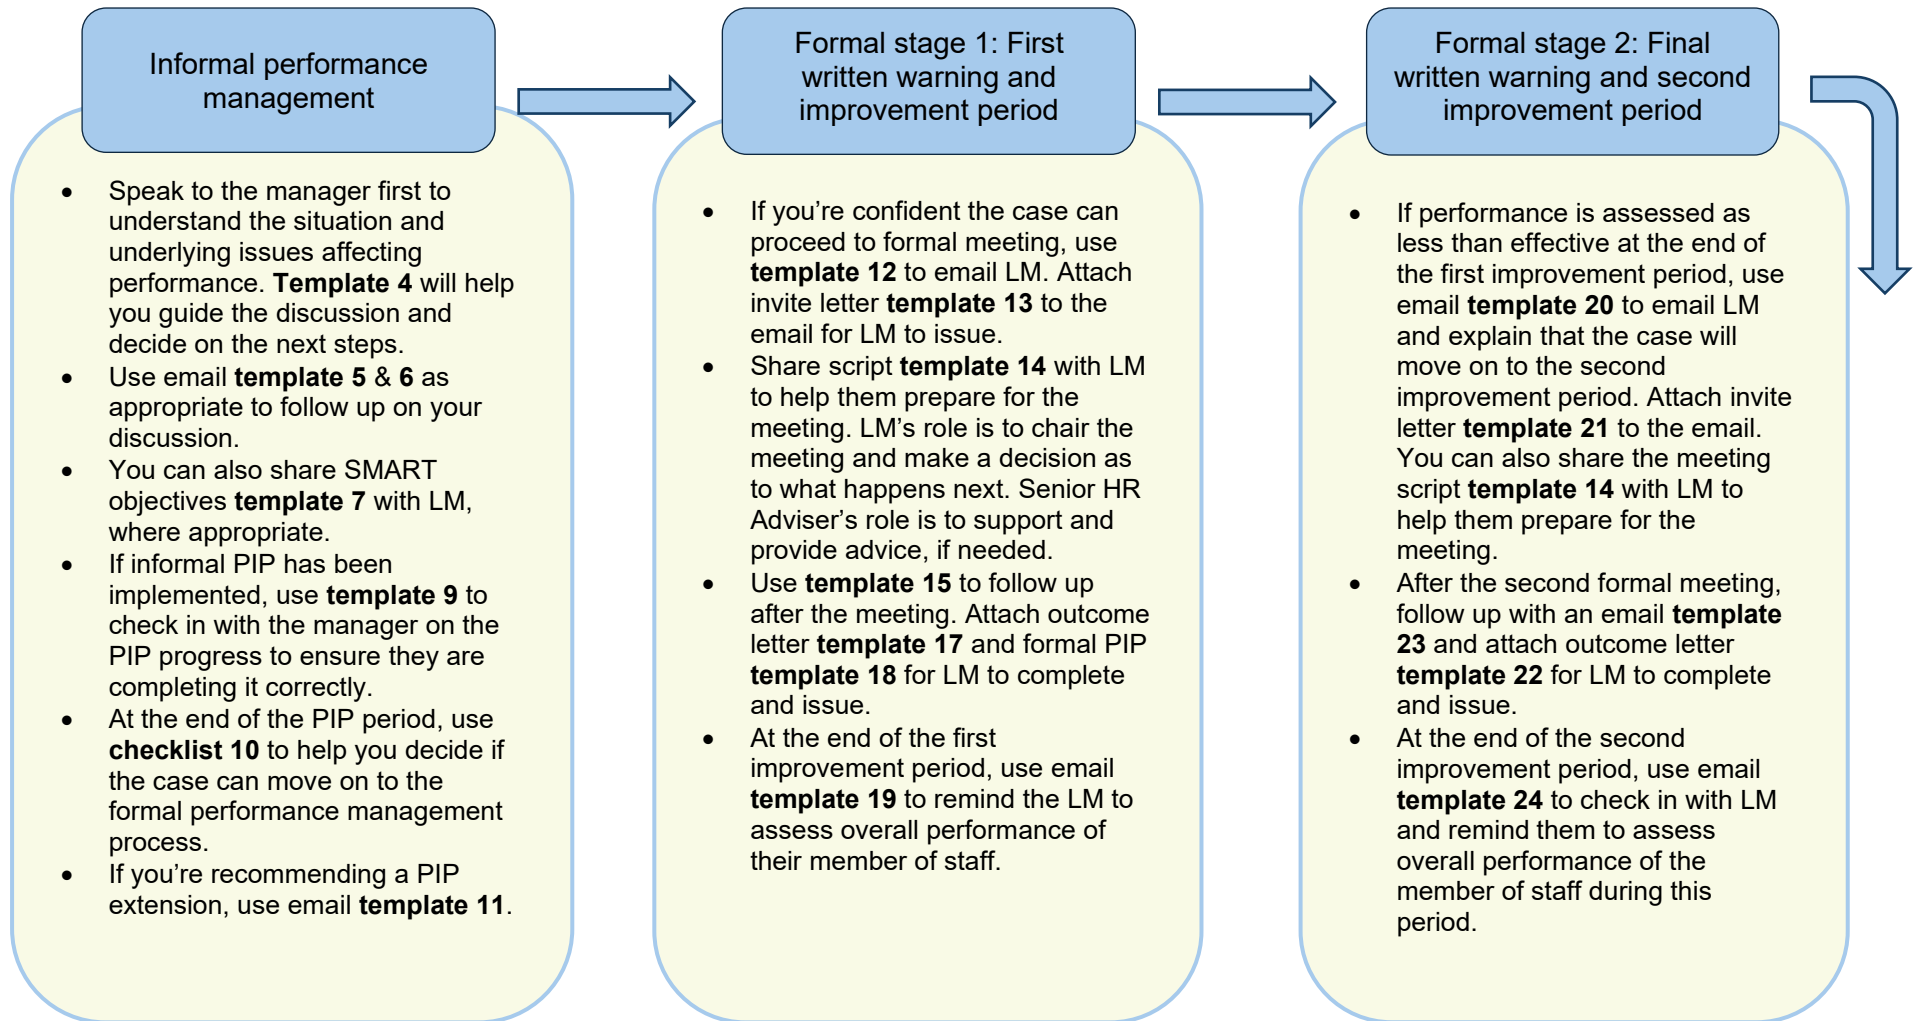 Informal performance
management
• Speak to the manager first to
understand the situation and
underlying issues affecting
performance. Template 4 will help
you guide the discussion and
decide on the next steps.
• Use email template 5 & 6 as
appropriate to follow up on your
discussion.
• You can also share SMART
objectives template 7 with LM,
where appropriate.
• If informal PIP has been
implemented, use template 9 to
check in with the manager on the
PIP progress to ensure they are
completing it correctly.
• At the end of the PIP period, use
checklist 10 to help you decide if
the case can move on to the
formal performance management
process.
• If you're recommending a PIP
extension, use email template 11.
Formal stage 1: First
written warning and
improvement period
• If you're confident the case can
proceed to formal meeting, use
template 12 to email LM. Attach
invite letter template 13 to the
email for LM to issue.
• Share script template 14 with LM
to help them prepare for the
meeting. LM's role is to chair the
meeting and make a decision as
to what happens next. Senior HR
Adviser's role is to support and
provide advice, if needed.
• Use template 15 to follow up
after the meeting. Attach outcome
letter template 17 and formal PIP
template 18 for LM to complete
and issue.
• At the end of the first
improvement period, use email
template 19 to remind the LM to
assess overall performance of
their member of staff.
Formal stage 2: Final
written warning and second
improvement period
• If performance is assessed as
less than effective at the end of
the first improvement period, use
email template 20 to email LM
and explain that the case will
move on to the second
improvement period. Attach invite
letter template 21 to the email.
You can also share the meeting
script template 14 with LM to
help them prepare for the
meeting.
• After the second formal meeting,
follow up with an email template
23 and attach outcome letter
template 22 for LM to complete
and issue.
• At the end of the second
improvement period, use email
template 24 to check in with LM
and remind them to assess
overall performance of the
member of staff during this
period.